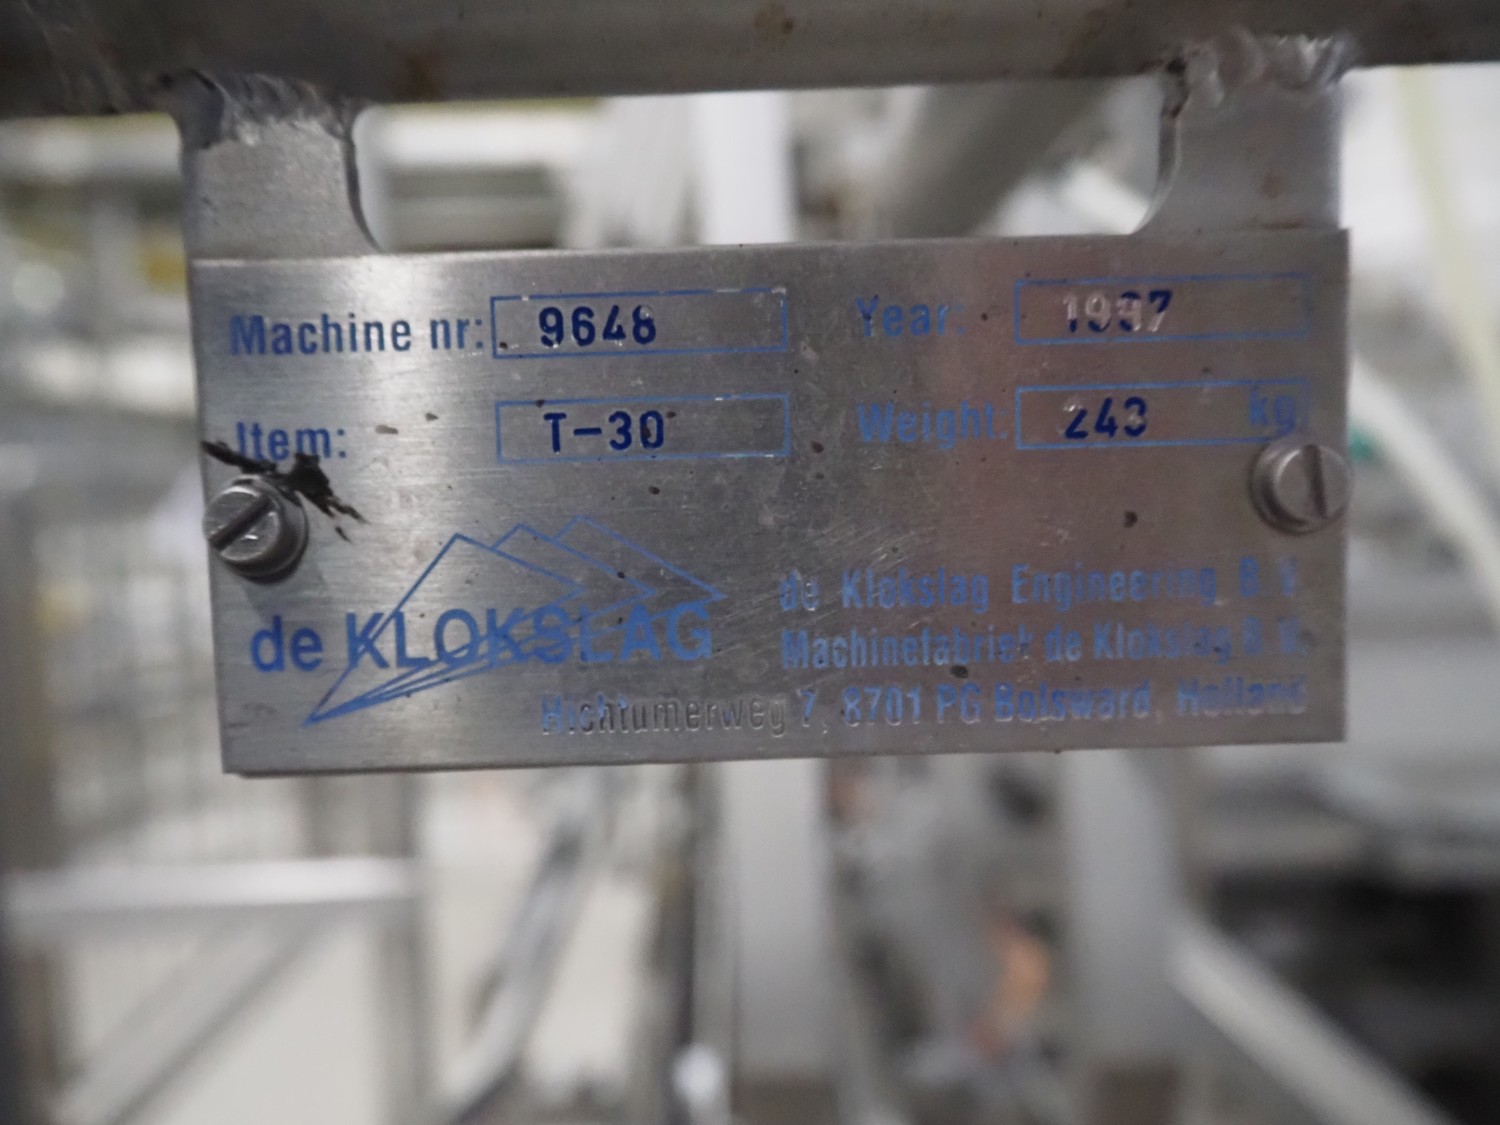 Machine nr: 9648
Year: 1997
Item: T-30
Weight: 243 kg
de KLOKSLAG
de Klokslag Engineering B.V.
Machinefabriek de Klokslag B.V.
Hichtumerweg 7, 8701 PG Bolsward, Holland